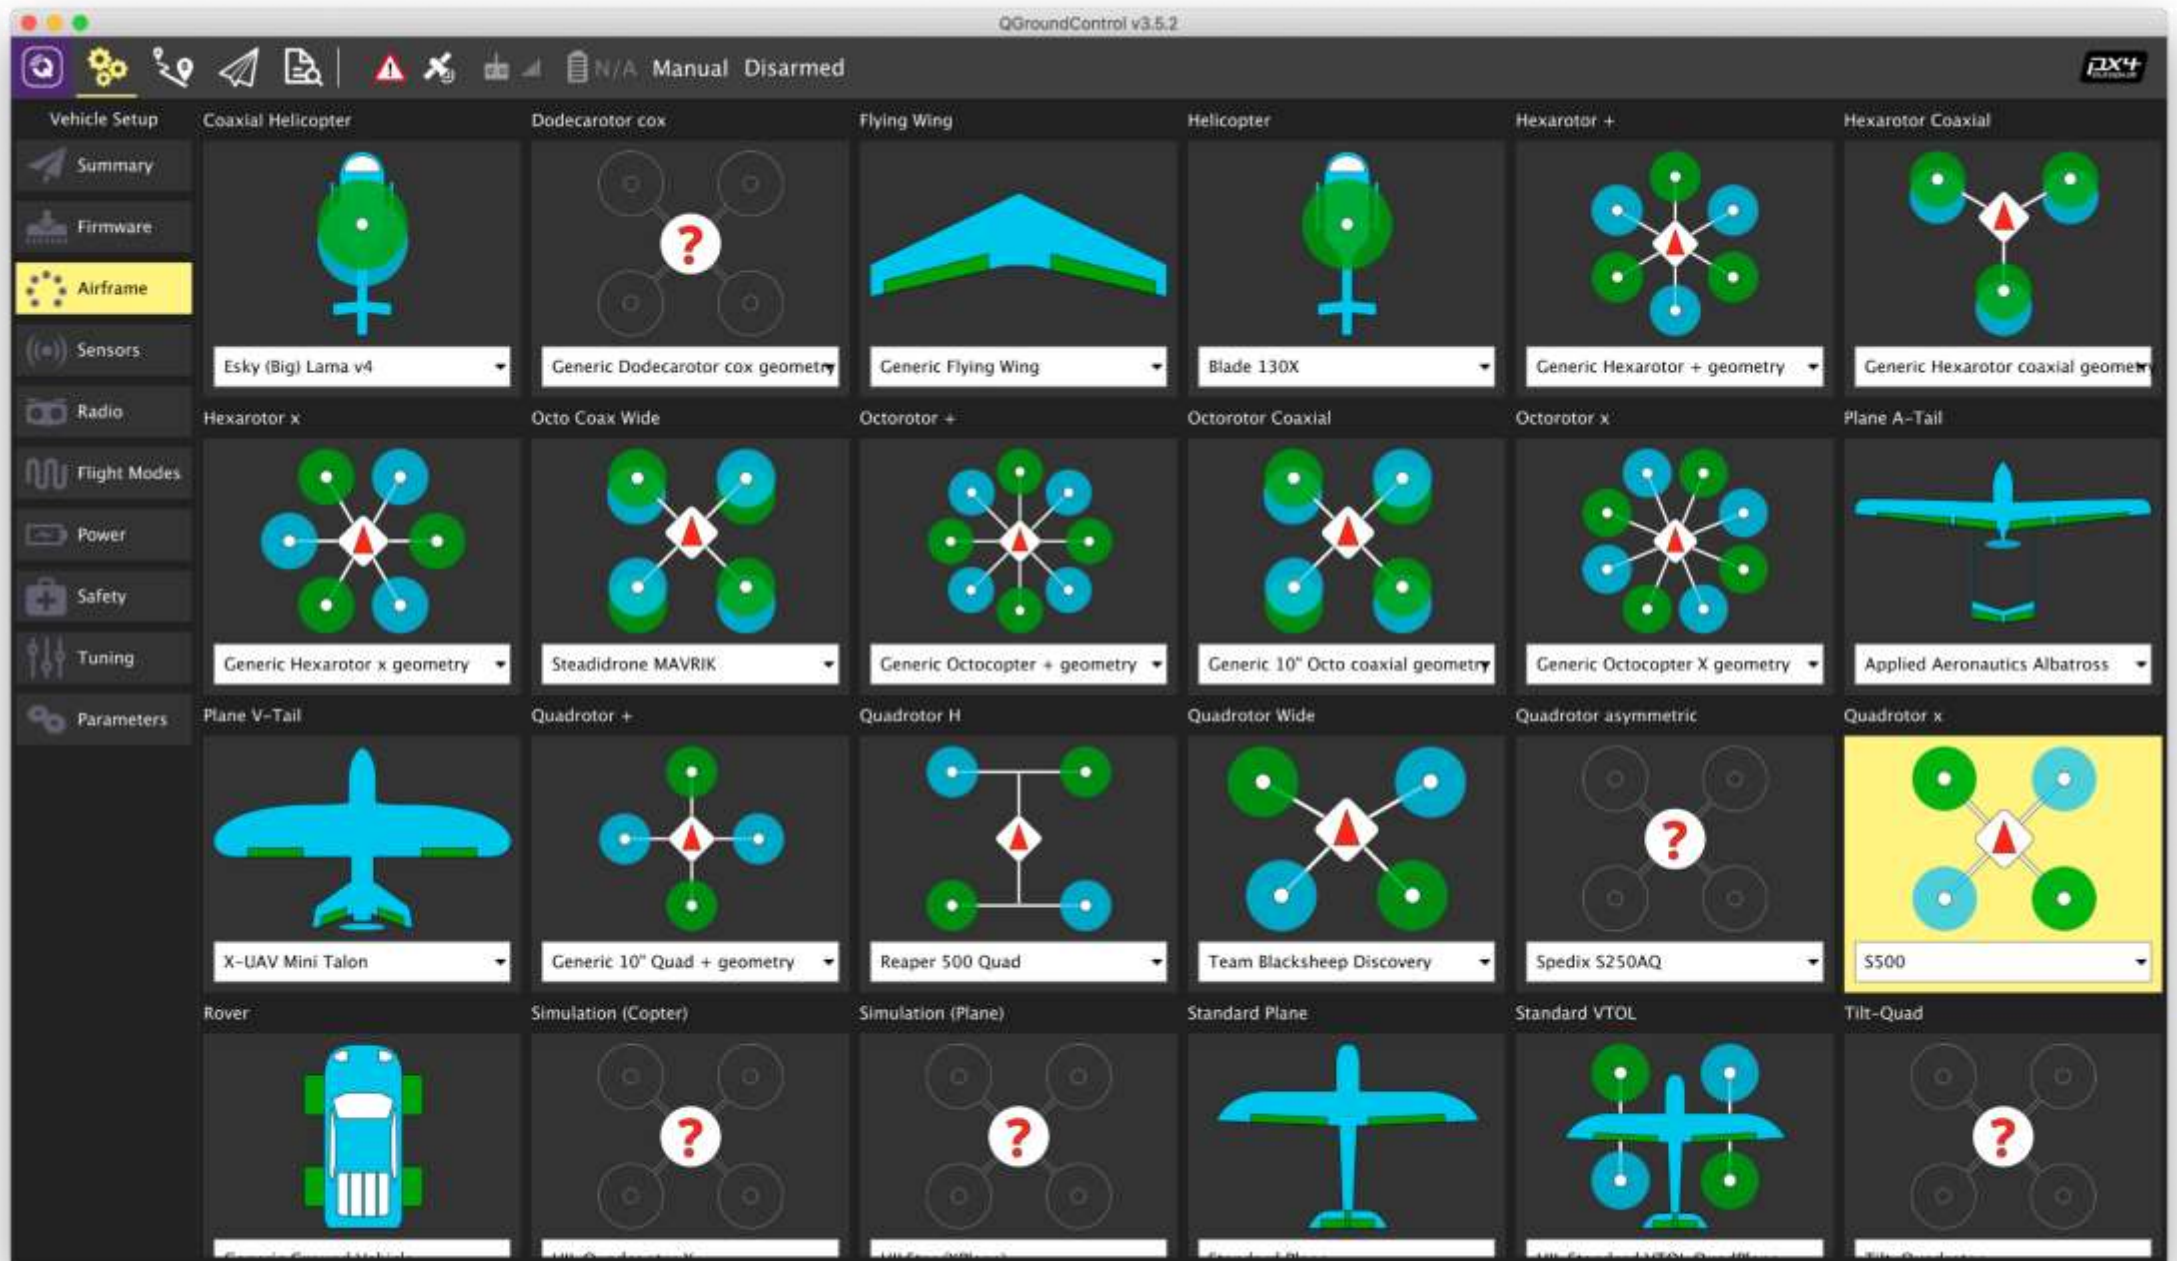 QGroundControl v3.5.2
N/A Manual Disarmed
px4
Vehicle Setup
Summary
Firmware
Airframe
Sensors
Radio
Flight Modes
Power
Safety
Tuning
Parameters
Coaxial Helicopter Dodecarotor cox Flying Wing Helicopter Hexarotor + Hexarotor Coaxial
? 
Esky (Big) Lama v4 Generic Dodecarotor cox geometry Generic Flying Wing Blade 130X Generic Hexarotor + geometry Generic Hexarotor coaxial geometry
Hexarotor x Octo Coax Wide Octorotor + Octorotor Coaxial Octorotor x Plane A-Tail
Generic Hexarotor x geometry Steadidrone MAVRIK Generic Octocopter + geometry Generic 10" Octo coaxial geometry Generic Octocopter X geometry Applied Aeronautics Albatross
Plane V-Tail Quadrotor + Quadrotor H Quadrotor Wide Quadrotor asymmetric Quadrotor x
?
X-UAV Mini Talon Generic 10" Quad + geometry Reaper 500 Quad Team Blacksheep Discovery Spedix S250AQ S500
Rover Simulation (Copter) Simulation (Plane) Standard Plane Standard VTOL Tilt-Quad
? ? ?